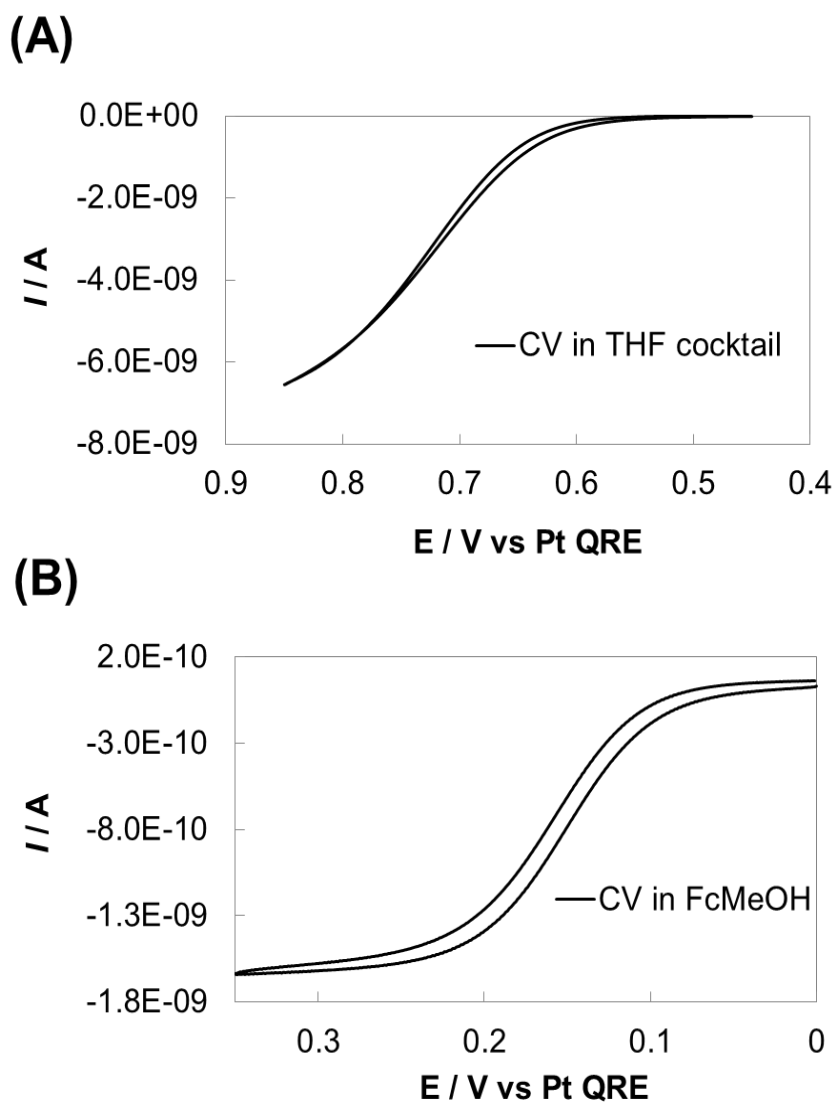 (A)
0.0E+00
-2.0E-09
-4.0E-09
-6.0E-09
-8.0E-09
I / A
CV in THF cocktail
0.9 0.8 0.7 0.6 0.5 0.4
E / V vs Pt QRE
(B)
2.0E-10
-3.0E-10
-8.0E-10
-1.3E-09
-1.8E-09
I / A
CV in FcMeOH
0.3 0.2 0.1 0
E / V vs Pt QRE